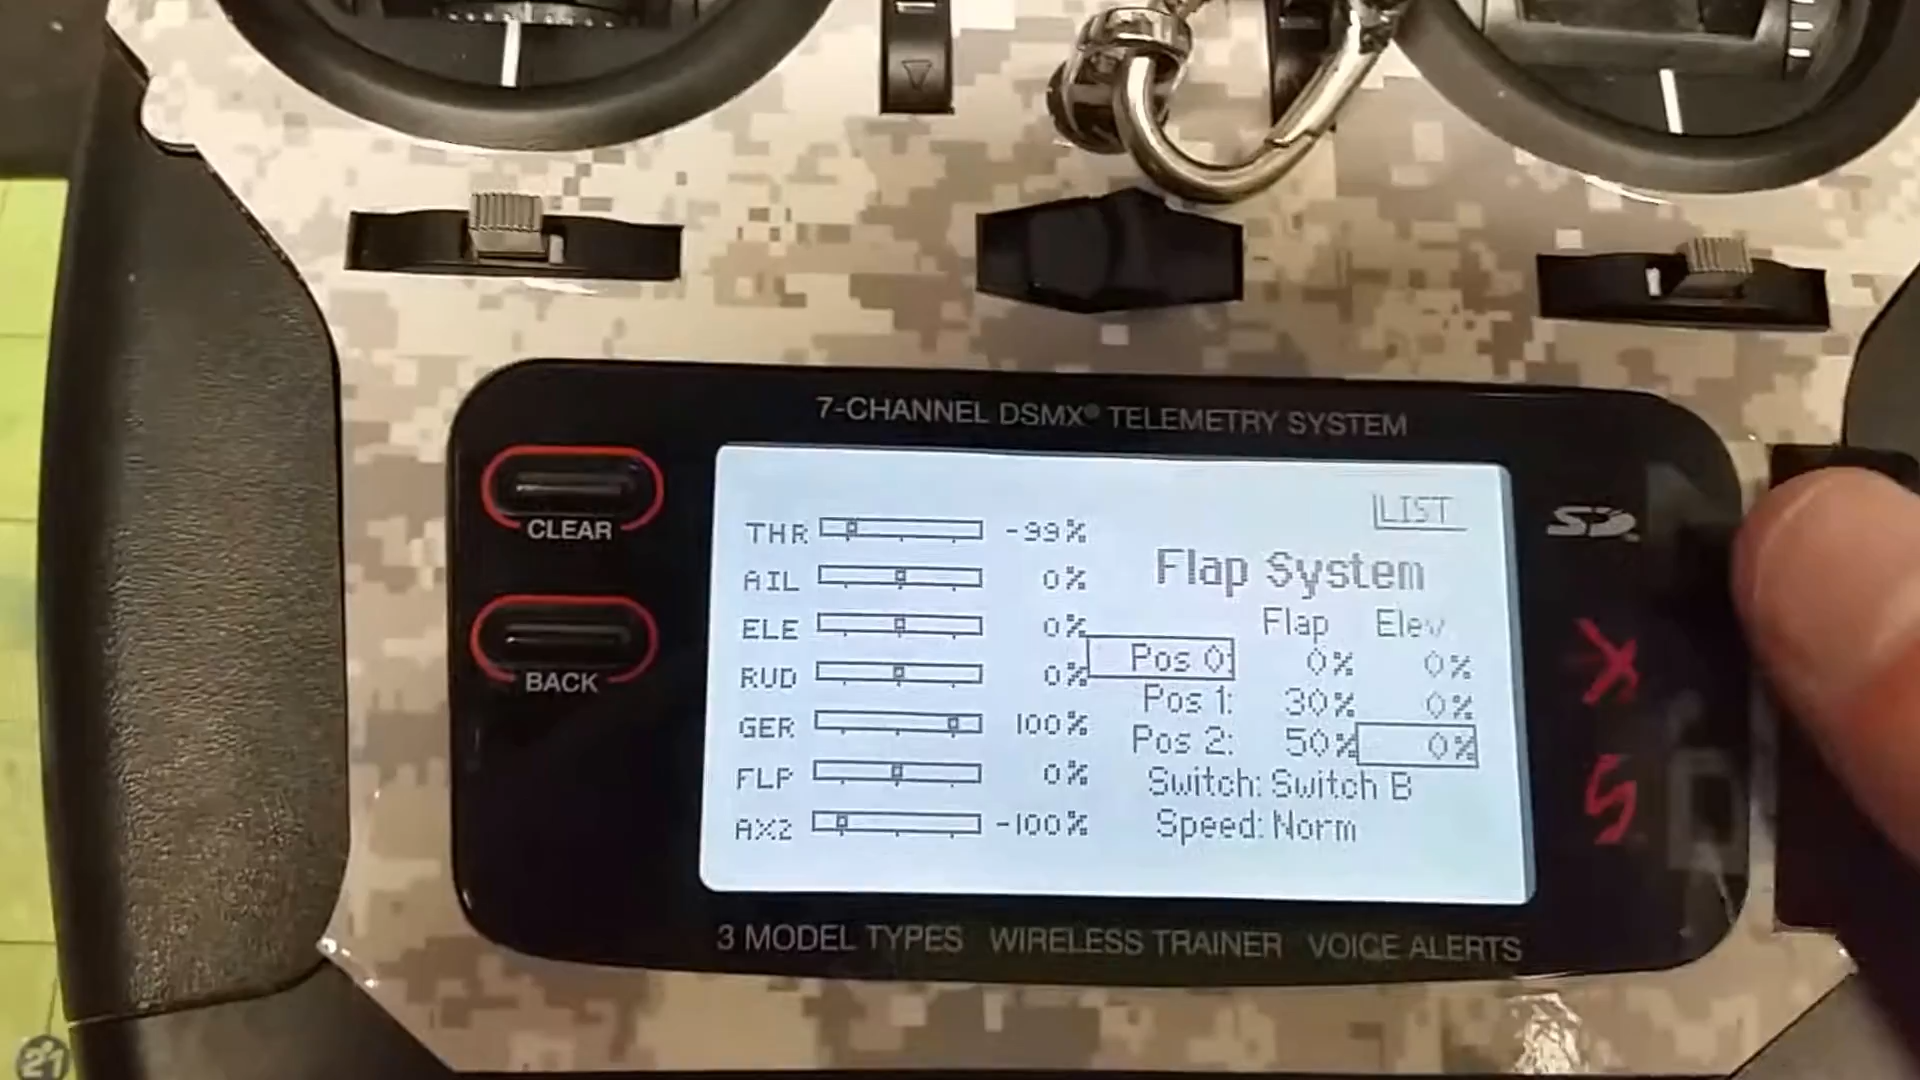 7-CHANNEL DSMX® TELEMETRY SYSTEM
CLEAR
BACK
LIST
THR -99%
AIL 0%
ELE 0%
RUD 0%
GER 100%
FLP 0%
AX2 -100%
Flap System
Flap Elev
Pos 0: 0% 0%
Pos 1: 30% 0%
Pos 2: 50% 0%
Switch: Switch B
Speed: Norm
SD
3 MODEL TYPES WIRELESS TRAINER VOICE ALERTS
21